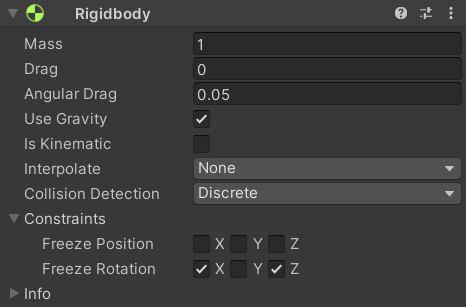 Rigidbody
Mass 1
Drag 0
Angular Drag 0.05
Use Gravity
Is Kinematic
Interpolate None
Collision Detection Discrete
Constraints
Freeze Position X Y Z
Freeze Rotation X Y Z
Info